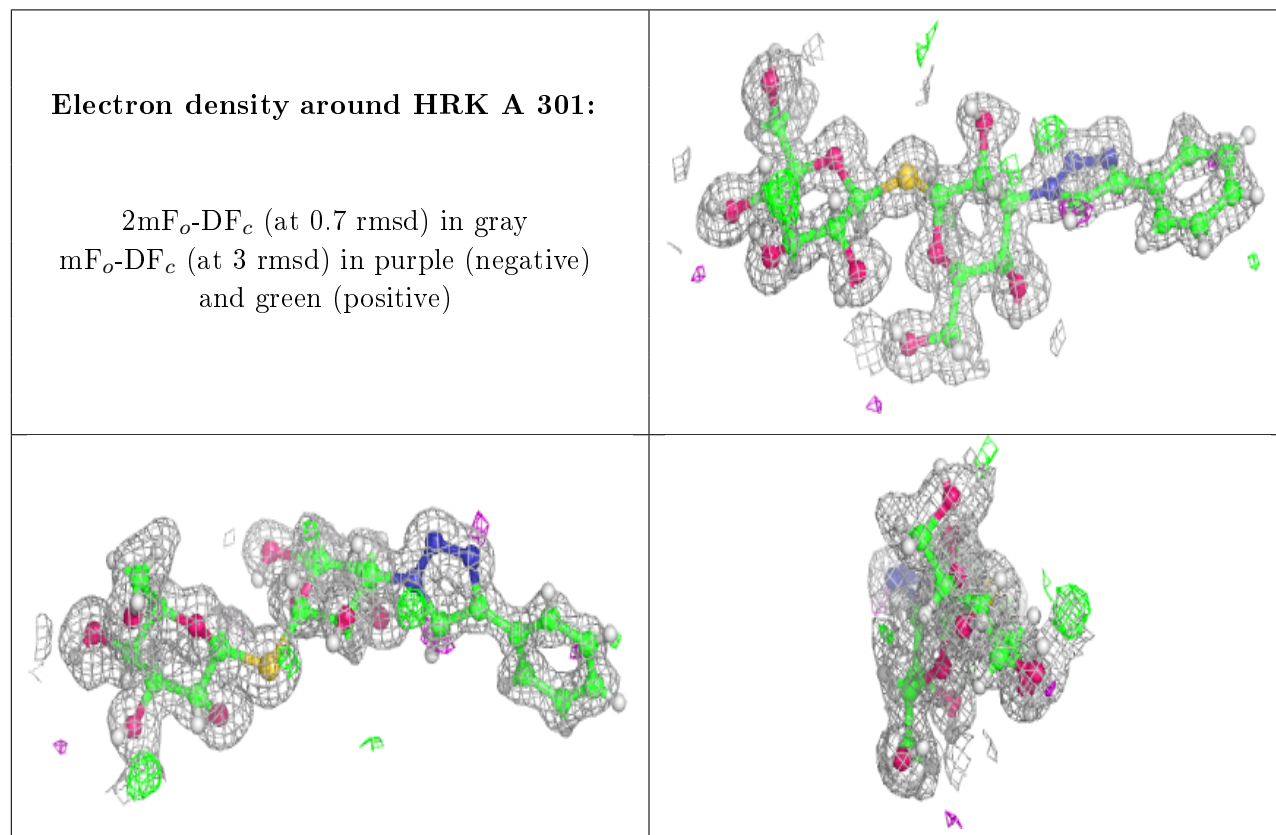 Electron density around HRK A 301:
2mFo-DFc (at 0.7 rmsd) in gray
mFo-DFc (at 3 rmsd) in purple (negative)
and green (positive)